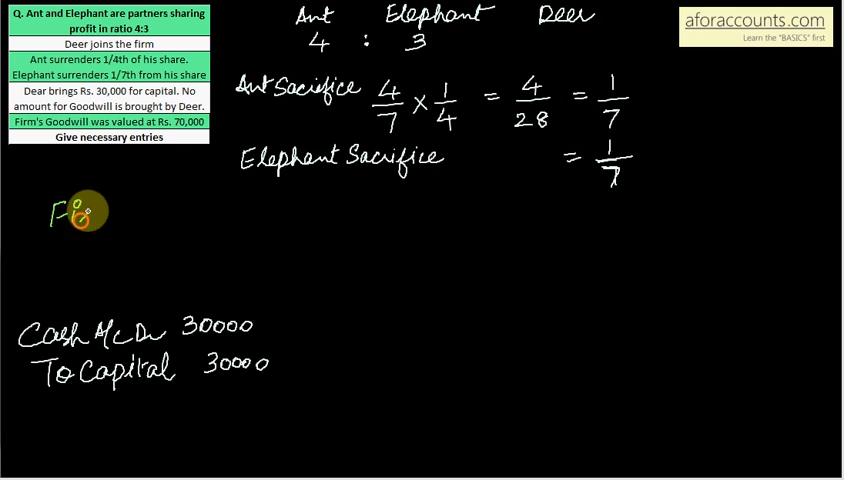 Q. Ant and Elephant are partners sharing
profit in ratio 4:3
Deer joins the firm
Ant surrenders 1/4th of his share.
Elephant surrenders 1/7th from his share
Dear brings Rs. 30,000 for capital. No
amount for Goodwill is brought by Deer.
Firm's Goodwill was valued at Rs. 70,000
Give necessary entries
Ant Elephant Deer
4 : 3
aforaccounts.com
Learn the "BASICS" first
Ant Sacrifice 4/7 × 1/4 = 4/28 = 1/7
Elephant Sacrifice = 1/7
Fi
Cash A/c Dr 30000
To Capital 30000